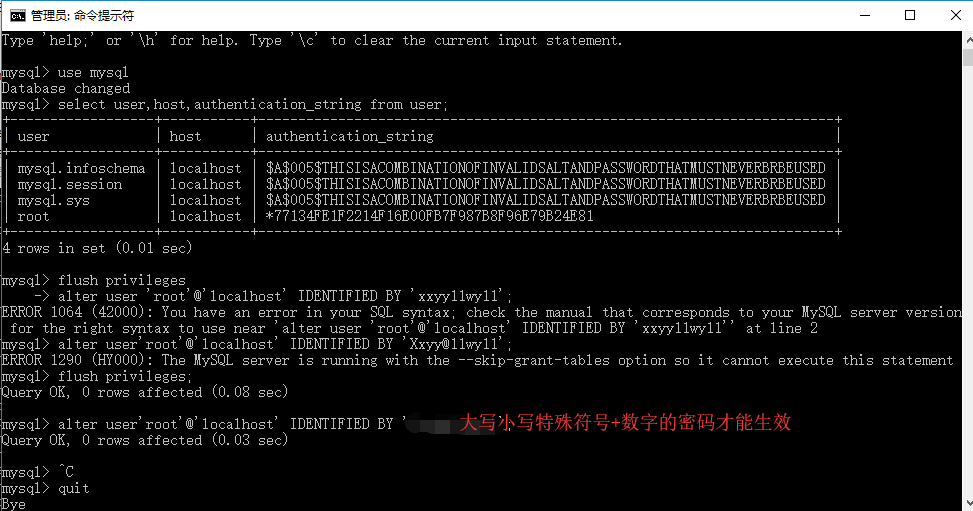 管理员: 命令提示符
Type 'help;' or '\h' for help. Type '\c' to clear the current input statement.
mysql> use mysql
Database changed
mysql> select user,host,authentication_string from user;
+------------------+-----------+------------------------------------------------------------------------+
| user | host | authentication_string |
+------------------+-----------+------------------------------------------------------------------------+
| mysql.infoschema | localhost | $A$005$THISISACOMBINATIONOFINVALIDSALTANDPASSWORDTHATMUSTNEVERBRBEUSED |
| mysql.session | localhost | $A$005$THISISACOMBINATIONOFINVALIDSALTANDPASSWORDTHATMUSTNEVERBRBEUSED |
| mysql.sys | localhost | $A$005$THISISACOMBINATIONOFINVALIDSALTANDPASSWORDTHATMUSTNEVERBRBEUSED |
| root | localhost | *77134FE1F2214F16E00FB7F987B8F96E79B24E81 |
+------------------+-----------+------------------------------------------------------------------------+
4 rows in set (0.01 sec)
mysql> flush privileges
-> alter user 'root'@'localhost' IDENTIFIED BY 'xxyyllwyll';
ERROR 1064 (42000): You have an error in your SQL syntax; check the manual that corresponds to your MySQL server version
for the right syntax to use near 'alter user 'root'@'localhost' IDENTIFIED BY 'xxyyllwyll'' at line 2
mysql> alter user'root'@'localhost' IDENTIFIED BY 'Xxyy@llwyll';
ERROR 1290 (HY000): The MySQL server is running with the --skip-grant-tables option so it cannot execute this statement
mysql> flush privileges;
Query OK, 0 rows affected (0.08 sec)
mysql> alter user'root'@'localhost' IDENTIFIED BY ' '; 大写小写特殊符号+数字的密码才能生效
Query OK, 0 rows affected (0.03 sec)
mysql> ^C
mysql> quit
Bye